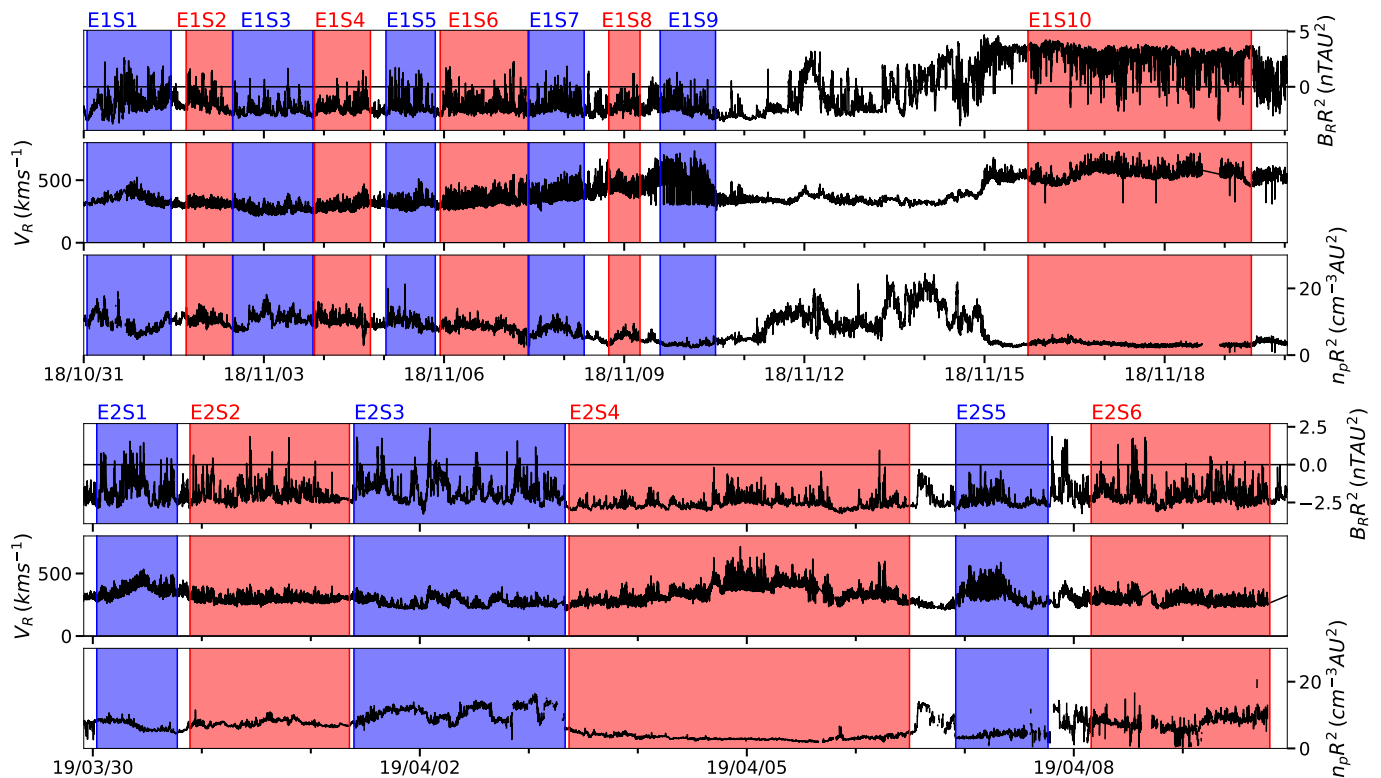 E1S1 E1S2 E1S3 E1S4 E1S5 E1S6 E1S7 E1S8 E1S9 E1S10
5
0
B_R R^2 (nTAU^2)
500
0
V_R (kms^{-1})
20
0
n_p R^2 (cm^{-3}AU^2)
18/10/31 18/11/03 18/11/06 18/11/09 18/11/12 18/11/15 18/11/18
E2S1 E2S2 E2S3 E2S4 E2S5 E2S6
2.5
0.0
−2.5
B_R R^2 (nTAU^2)
500
0
V_R (kms^{-1})
20
0
n_p R^2 (cm^{-3}AU^2)
19/03/30 19/04/02 19/04/05 19/04/08